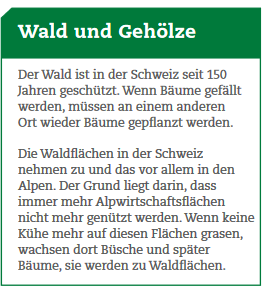 Wald und Gehölze
Der Wald ist in der Schweiz seit 150
Jahren geschützt. Wenn Bäume gefällt
werden, müssen an einem anderen
Ort wieder Bäume gepflanzt werden.
Die Waldflächen in der Schweiz
nehmen zu und das vor allem in den
Alpen. Der Grund liegt darin, dass
immer mehr Alpwirtschaftsflächen
nicht mehr genützt werden. Wenn keine
Kühe mehr auf diesen Flächen grasen,
wachsen dort Büsche und später
Bäume, sie werden zu Waldflächen.